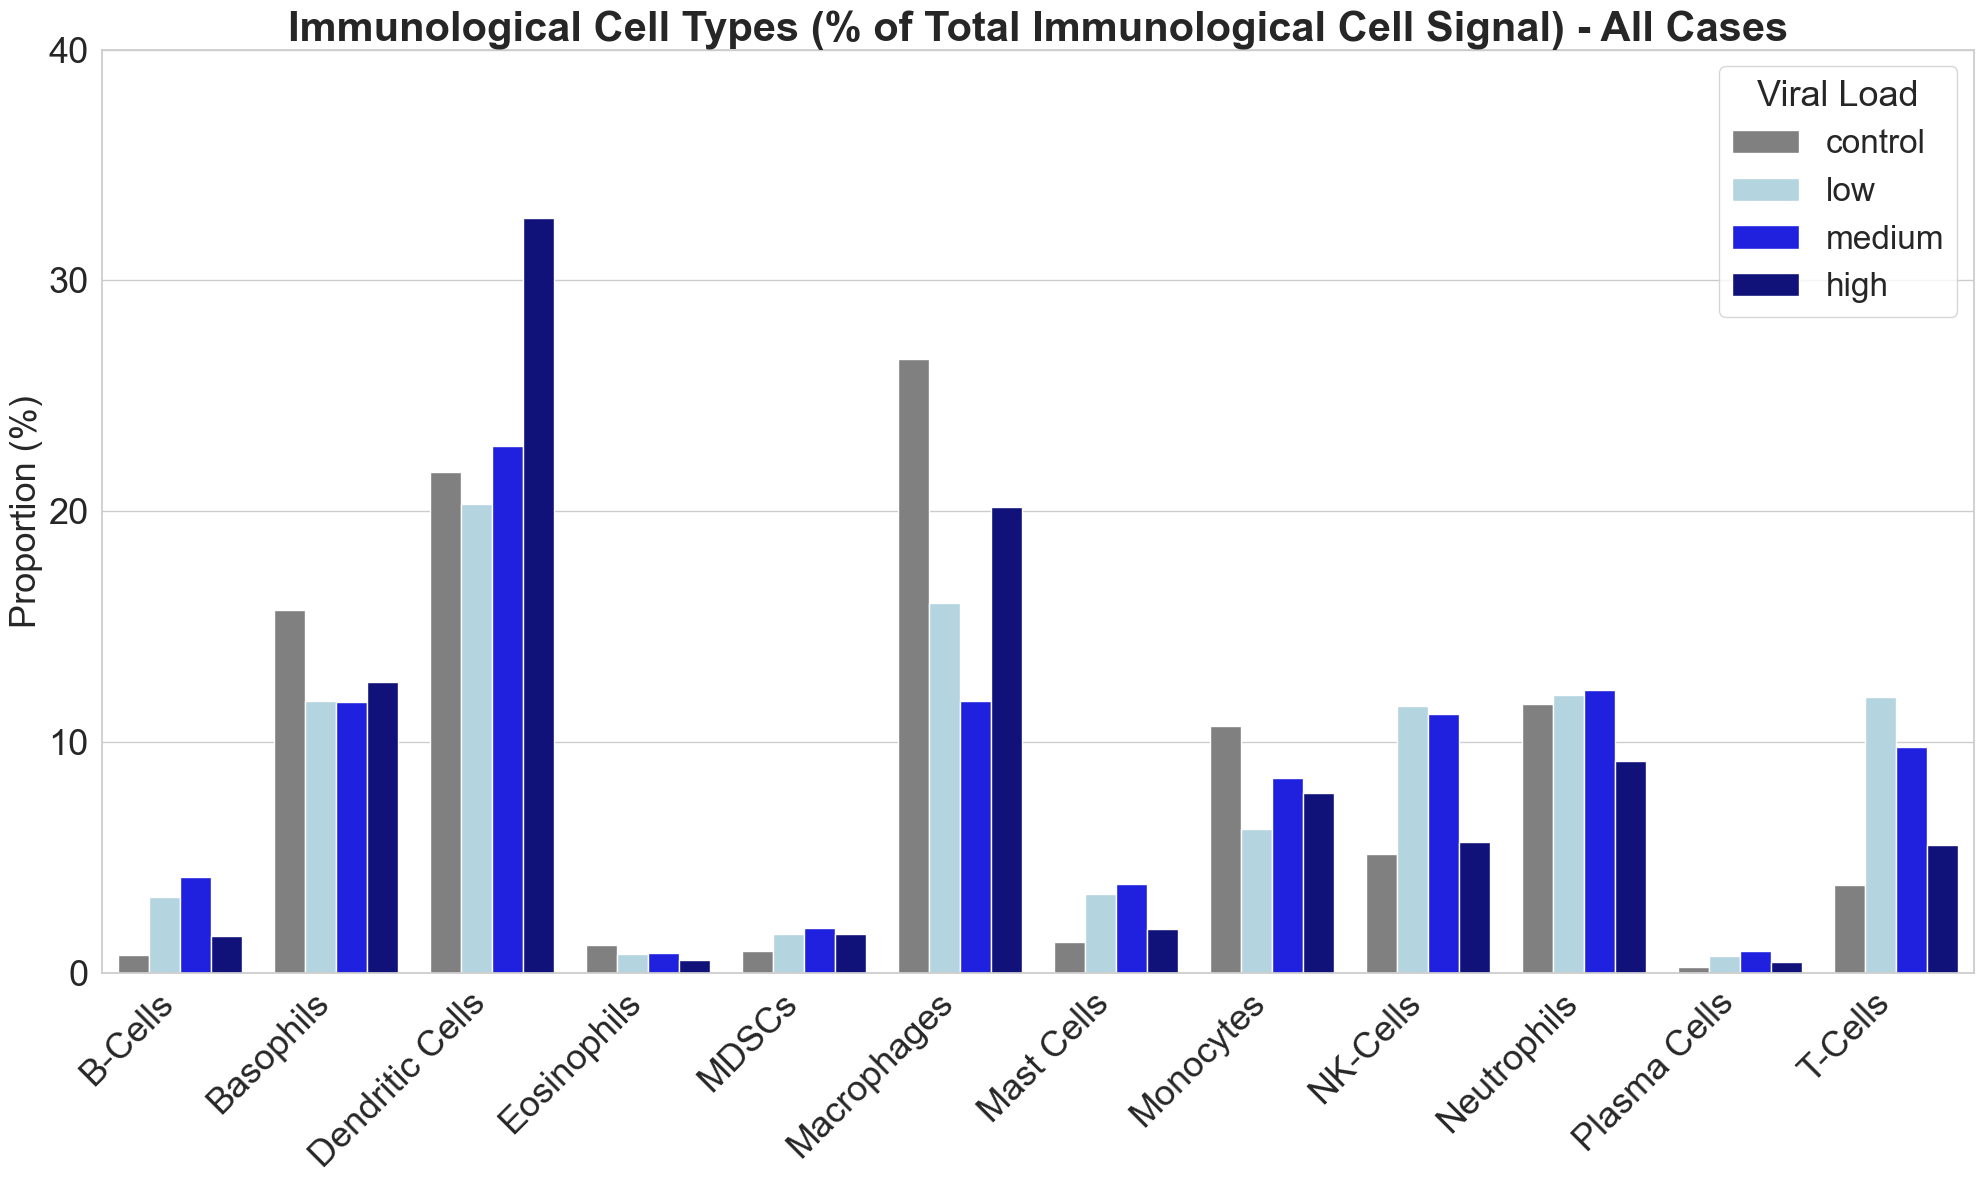 Immunological Cell Types (% of Total Immunological Cell Signal) - All Cases
Viral Load
control
low
medium
high
Proportion (%)
40
30
20
10
0
B-Cells
Basophils
Dendritic Cells
Eosinophils
MDSCs
Macrophages
Mast Cells
Monocytes
NK-Cells
Neutrophils
Plasma Cells
T-Cells